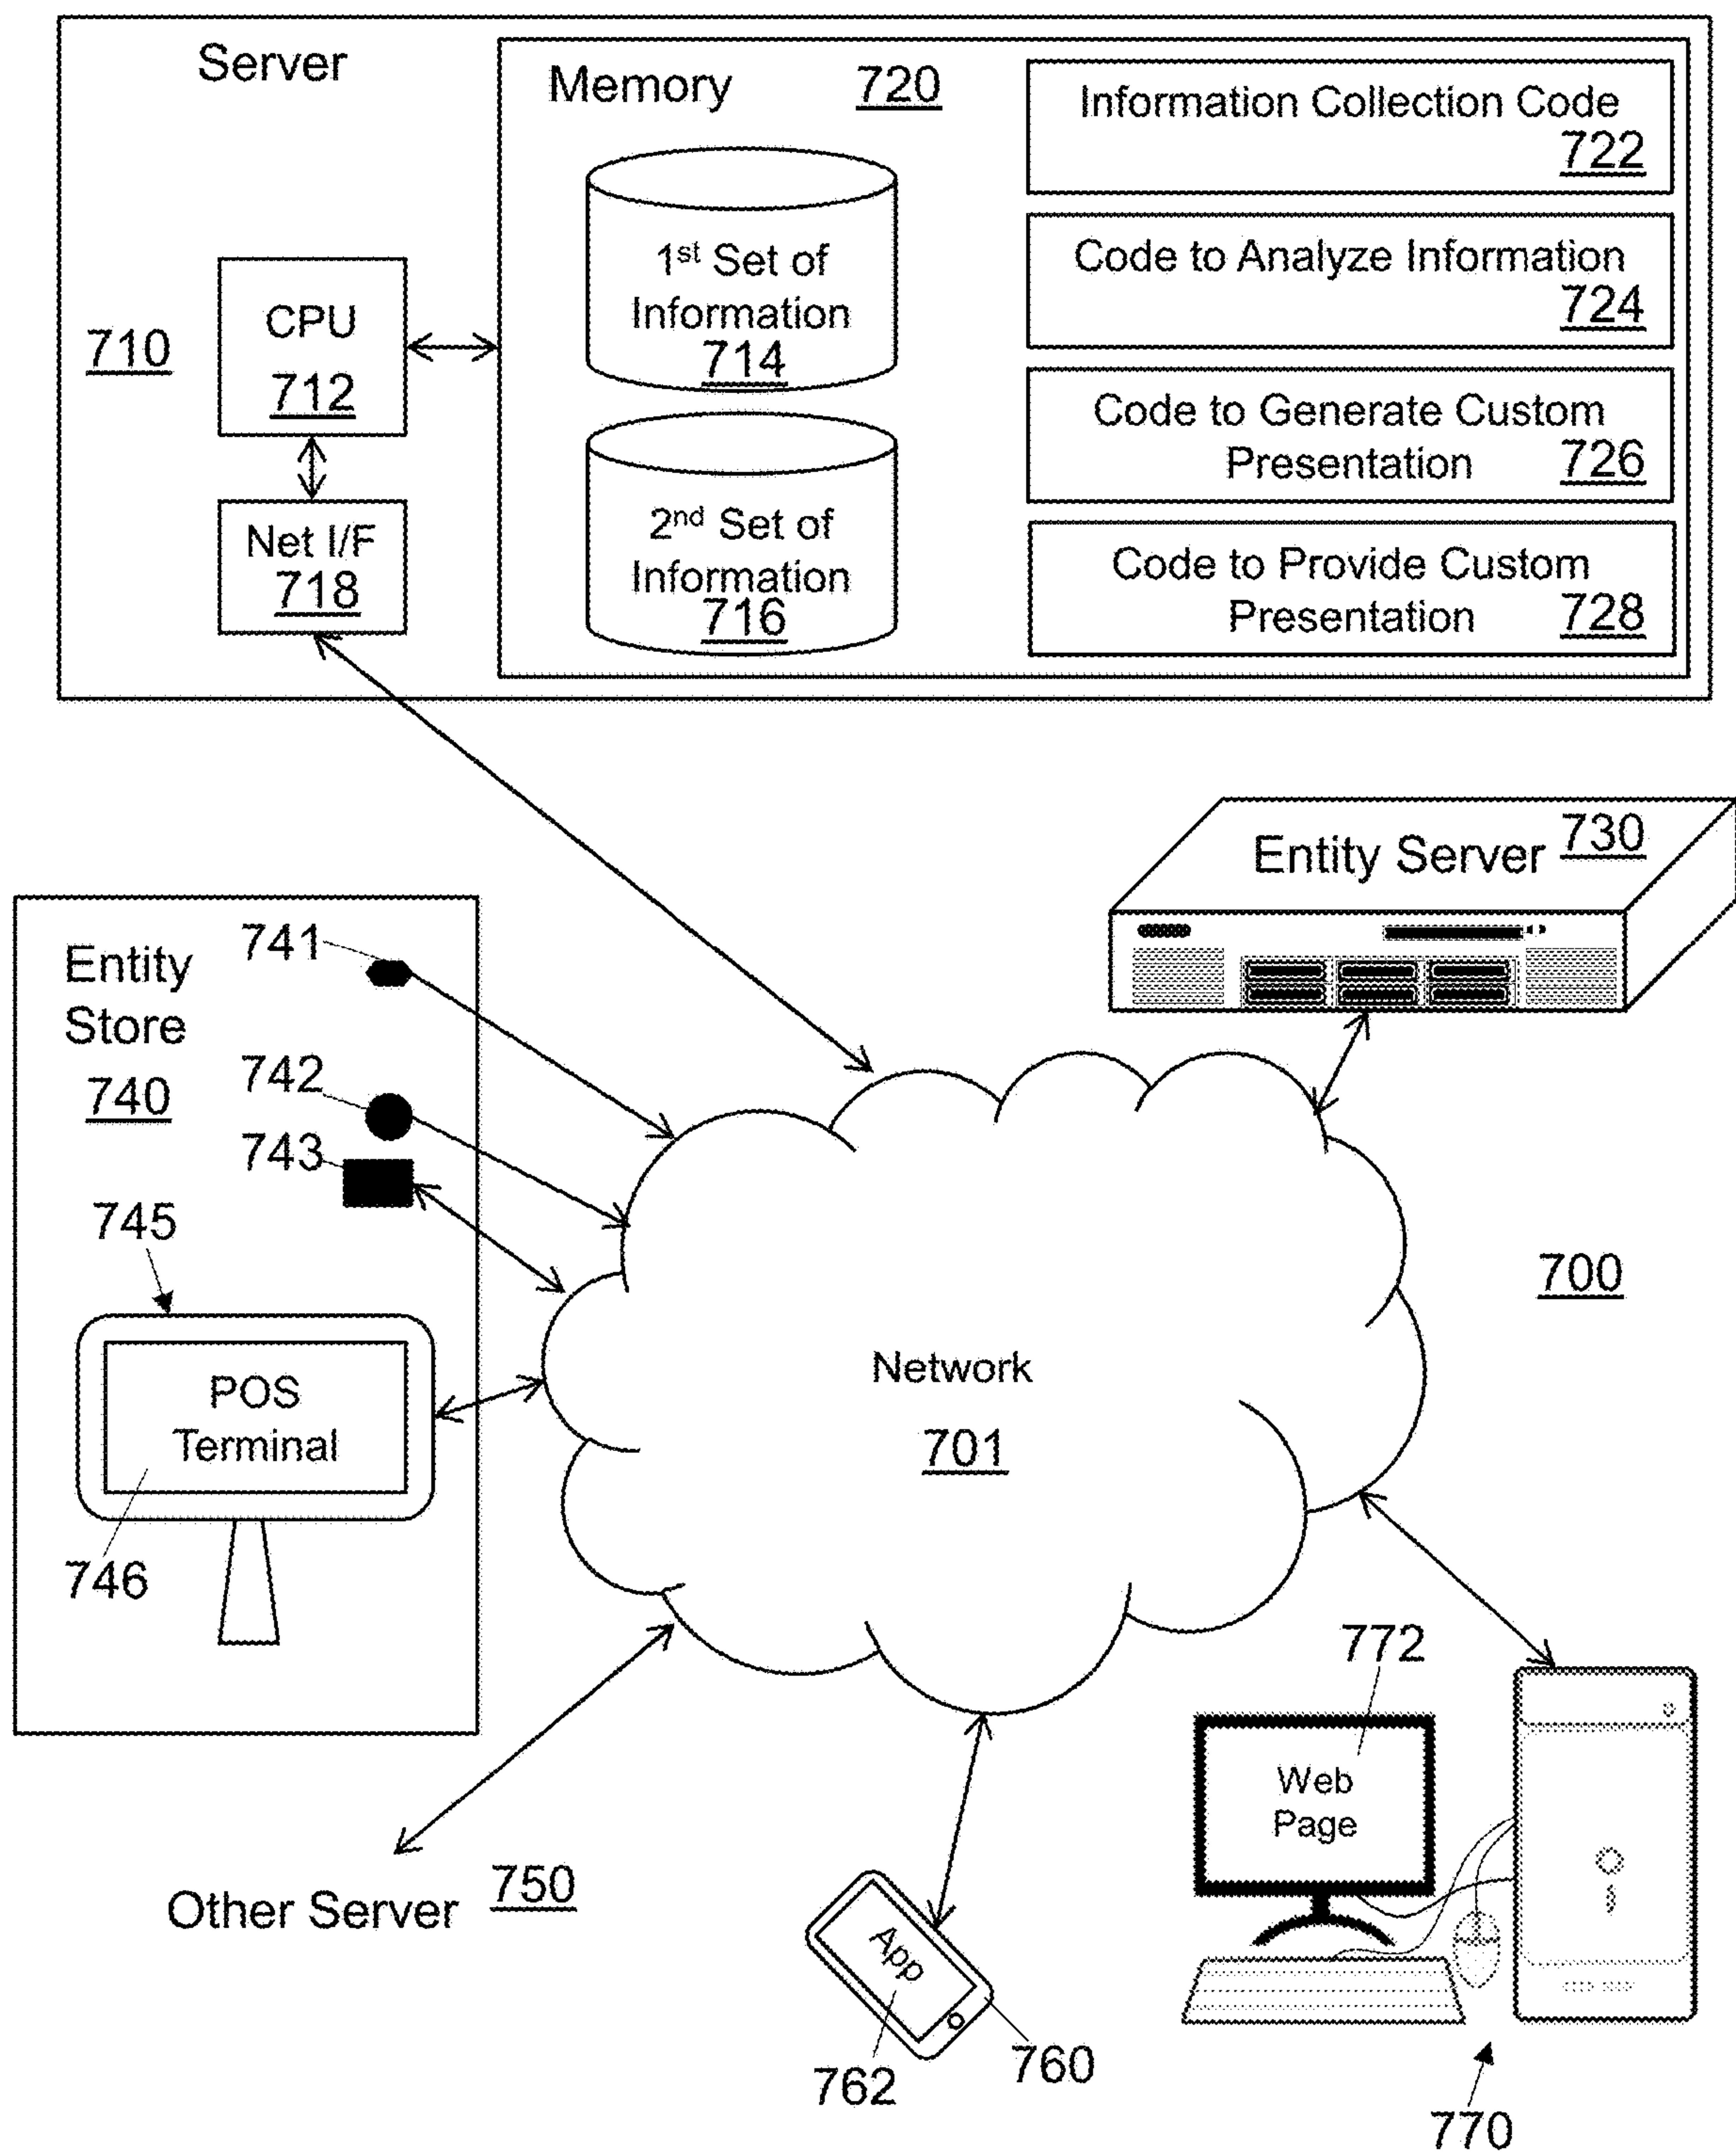 Server
Memory 720
Information Collection Code
722
1st Set of
Information
714
Code to Analyze Information
724
710
CPU
712
Code to Generate Custom
Presentation 726
2nd Set of
Information
716
Net I/F
718
Code to Provide Custom
Presentation 728
Entity Server 730
Entity
Store
740
741
742
743
745
POS
Terminal
746
700
Network
701
772
Web
Page
Other Server 750
App
762
760
770